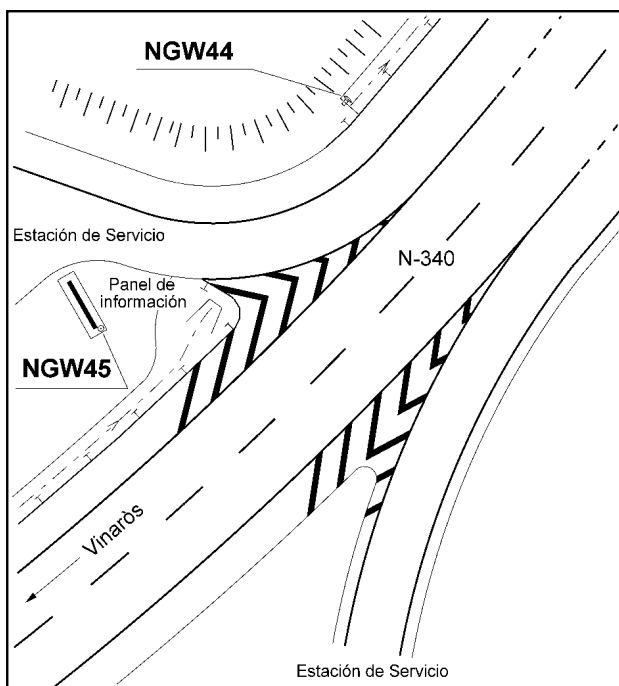 NGW44
Estación de Servicio
N-340
Panel de
información
NGW45
Vinaròs
Estación de Servicio